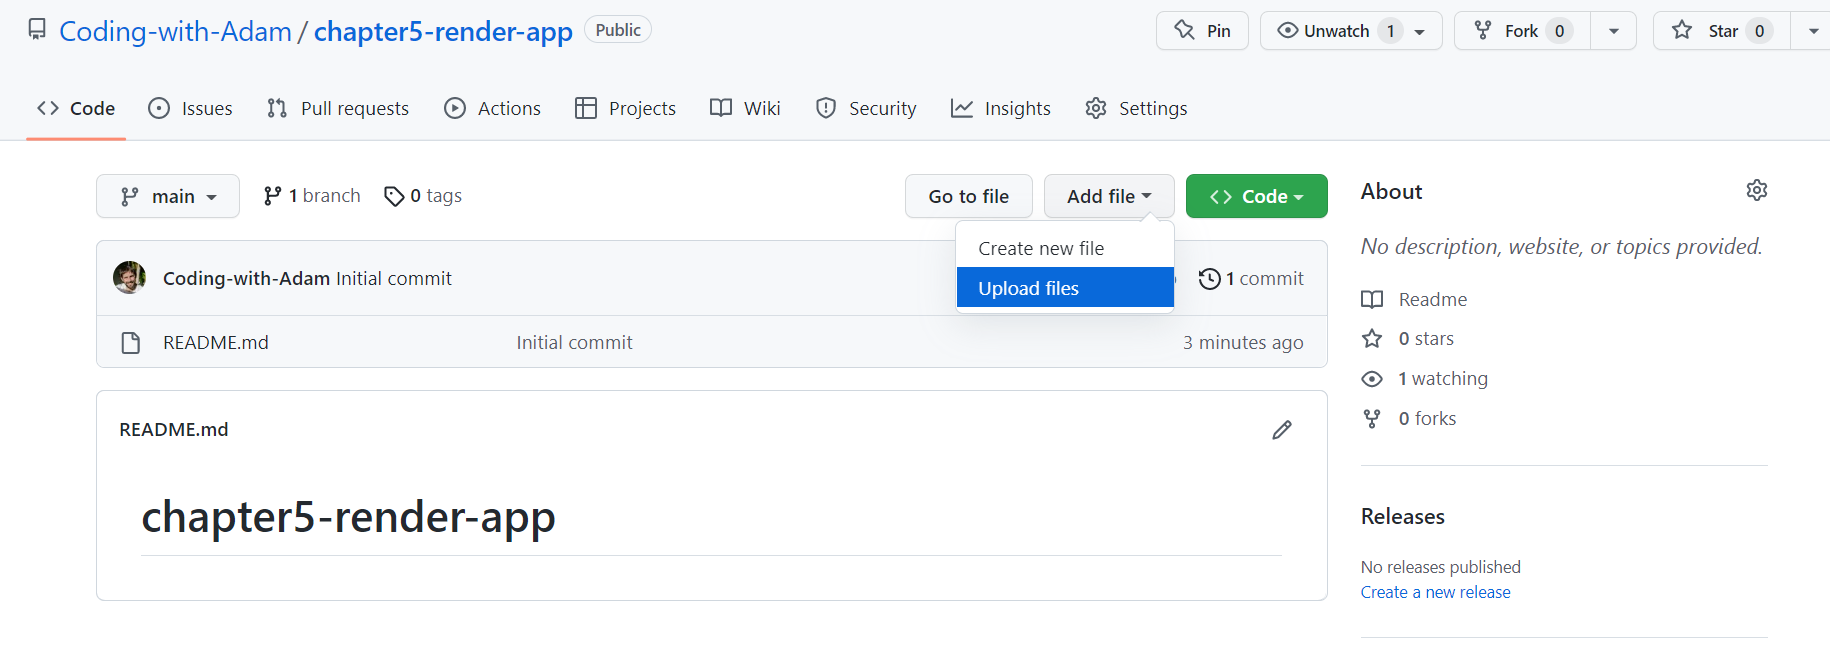 Coding-with-Adam / chapter5-render-app Public Pin Unwatch 1 Fork 0 Star 0
Code Issues Pull requests Actions Projects Wiki Security Insights Settings
main 1 branch 0 tags Go to file Add file Code
Create new file
Upload files
Coding-with-Adam Initial commit 1 commit
README.md Initial commit 3 minutes ago
README.md
chapter5-render-app
About
No description, website, or topics provided.
Readme
0 stars
1 watching
0 forks
Releases
No releases published
Create a new release